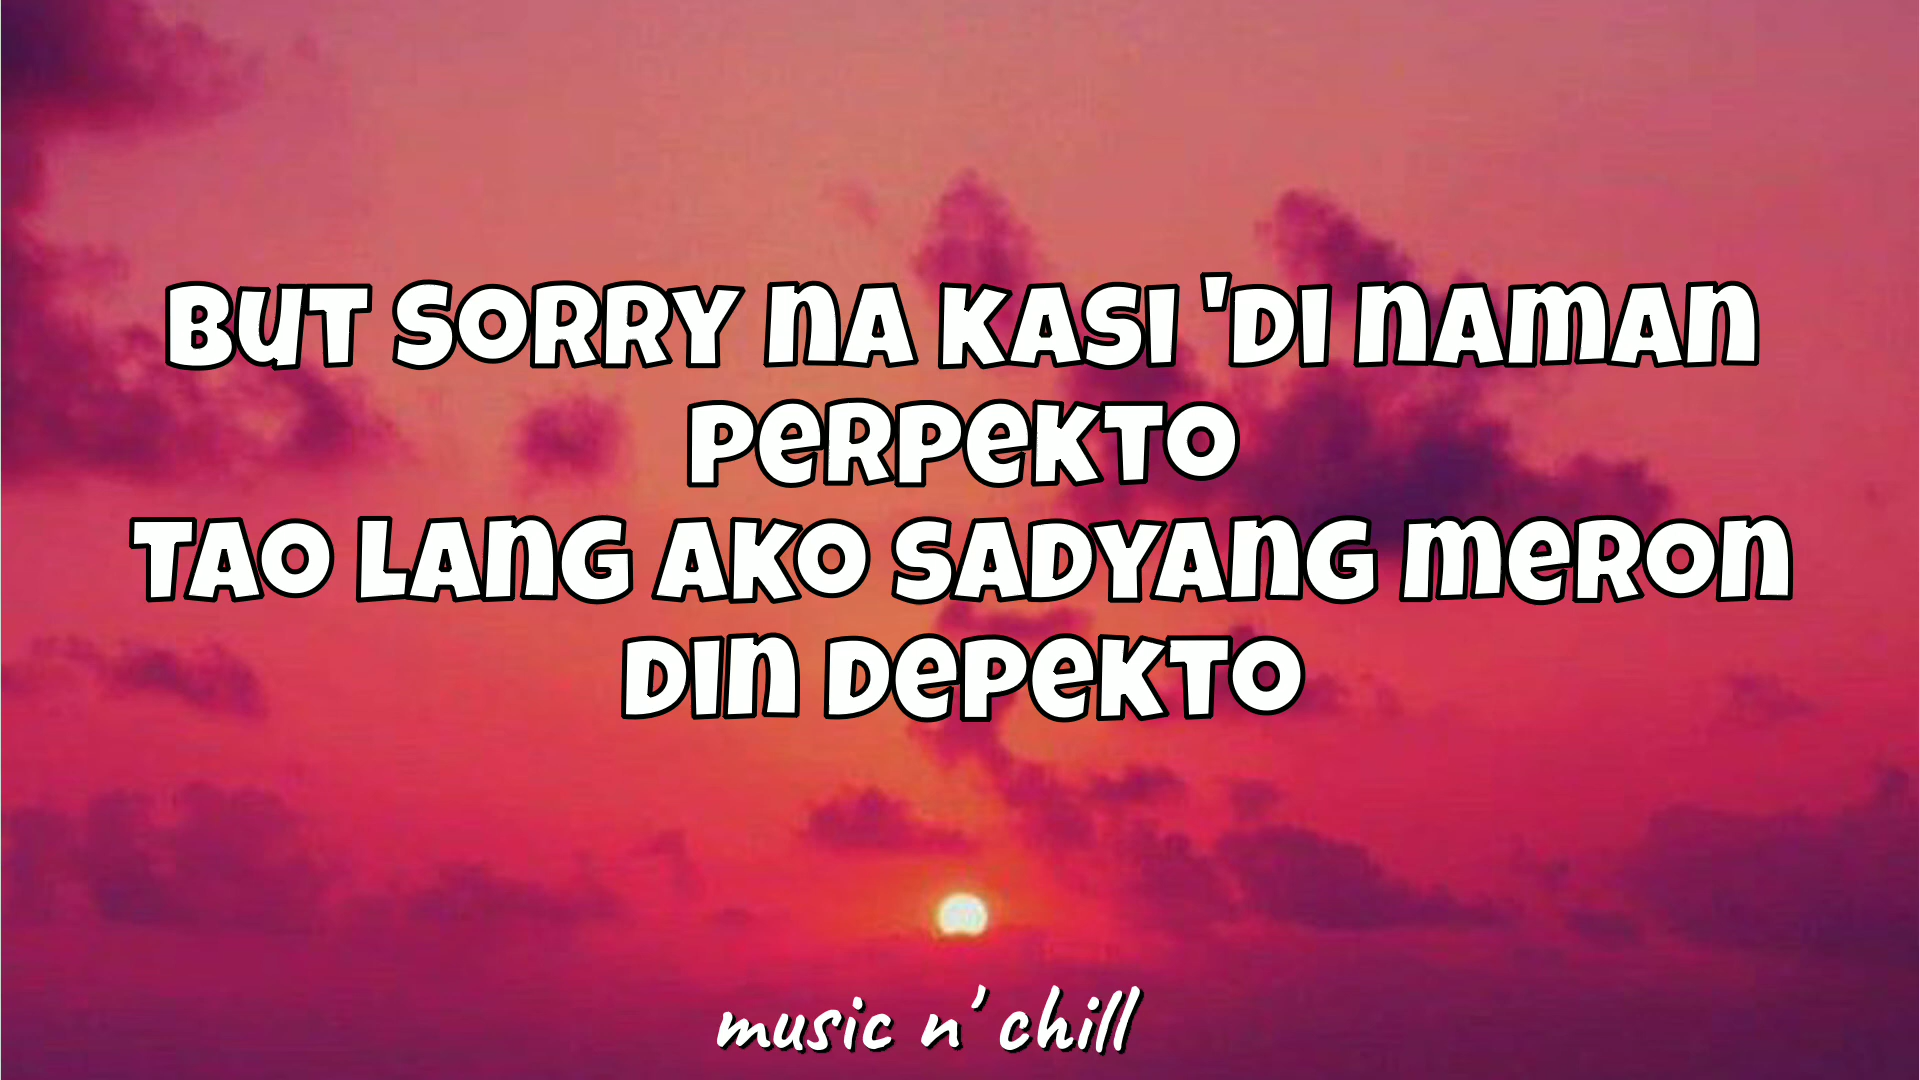 BUT SORRY NA KASI 'DI NAMAN
PERPEKTO
TAO LANG AKO SADYANG MERON
DIN DEPEKTO
music n' chill